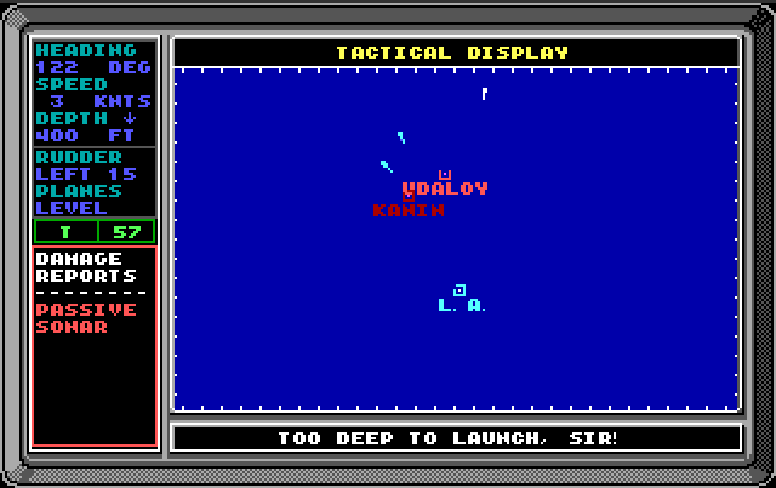 HEADING
122 DEG
SPEED
3 KNTS
DEPTH ↓
400 FT
RUDDER
LEFT 15
PLANES
LEVEL
T 57
DAMAGE
REPORTS
--------
PASSIVE
SONAR
TACTICAL DISPLAY
UDALOY
KANIN
L. A.
TOO DEEP TO LAUNCH, SIR!